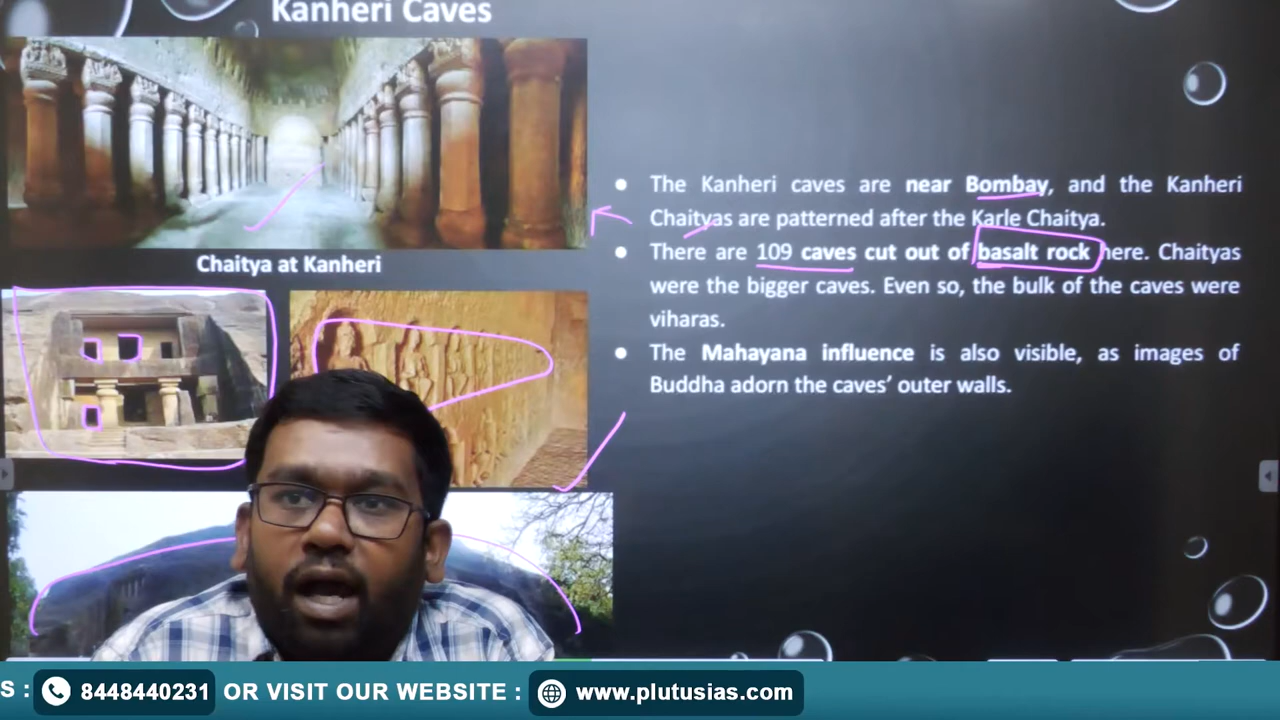 Kanheri Caves
Chaitya at Kanheri
● The Kanheri caves are near Bombay, and the Kanheri
Chaityas are patterned after the Karle Chaitya.
● There are 109 caves cut out of basalt rock here. Chaityas
were the bigger caves. Even so, the bulk of the caves were
viharas.
● The Mahayana influence is also visible, as images of
Buddha adorn the caves’ outer walls.
S : 8448440231 OR VISIT OUR WEBSITE : www.plutusias.com